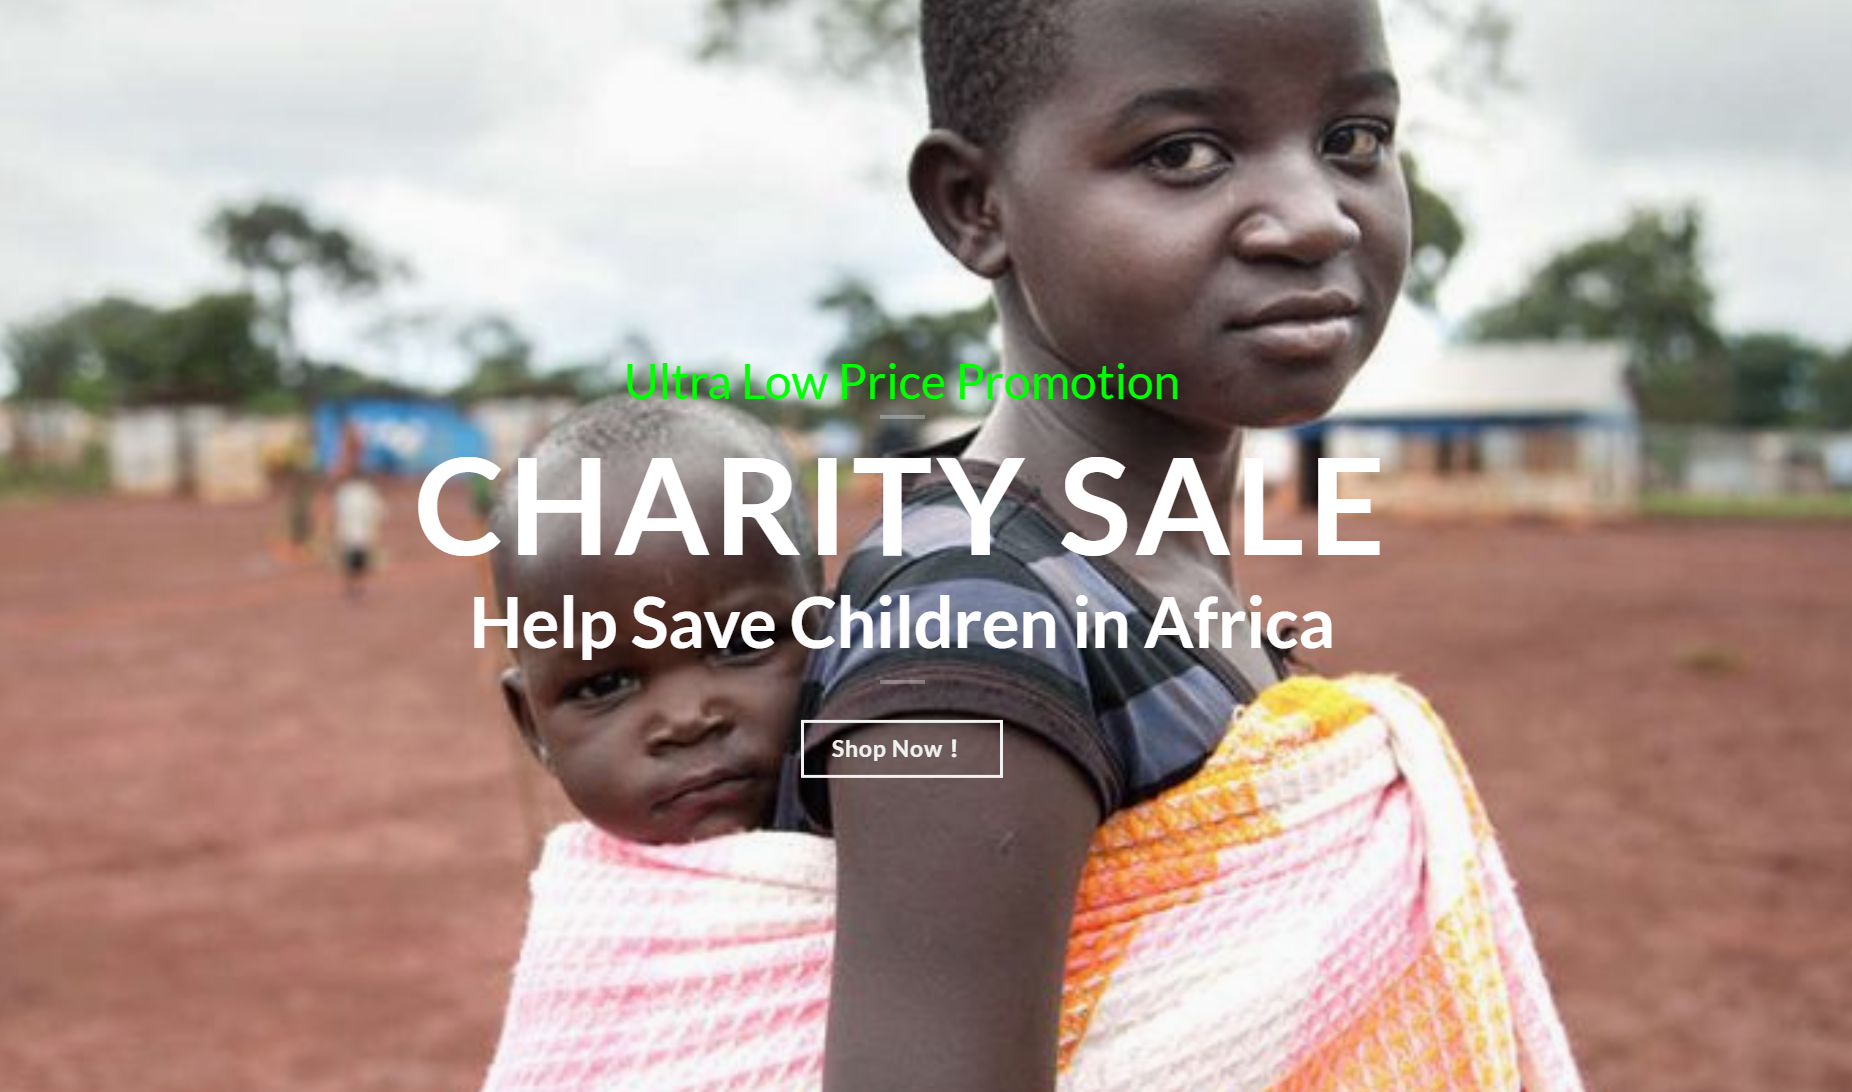 Ultra Low Price Promotion
CHARITY SALE
Help Save Children in Africa
Shop Now !